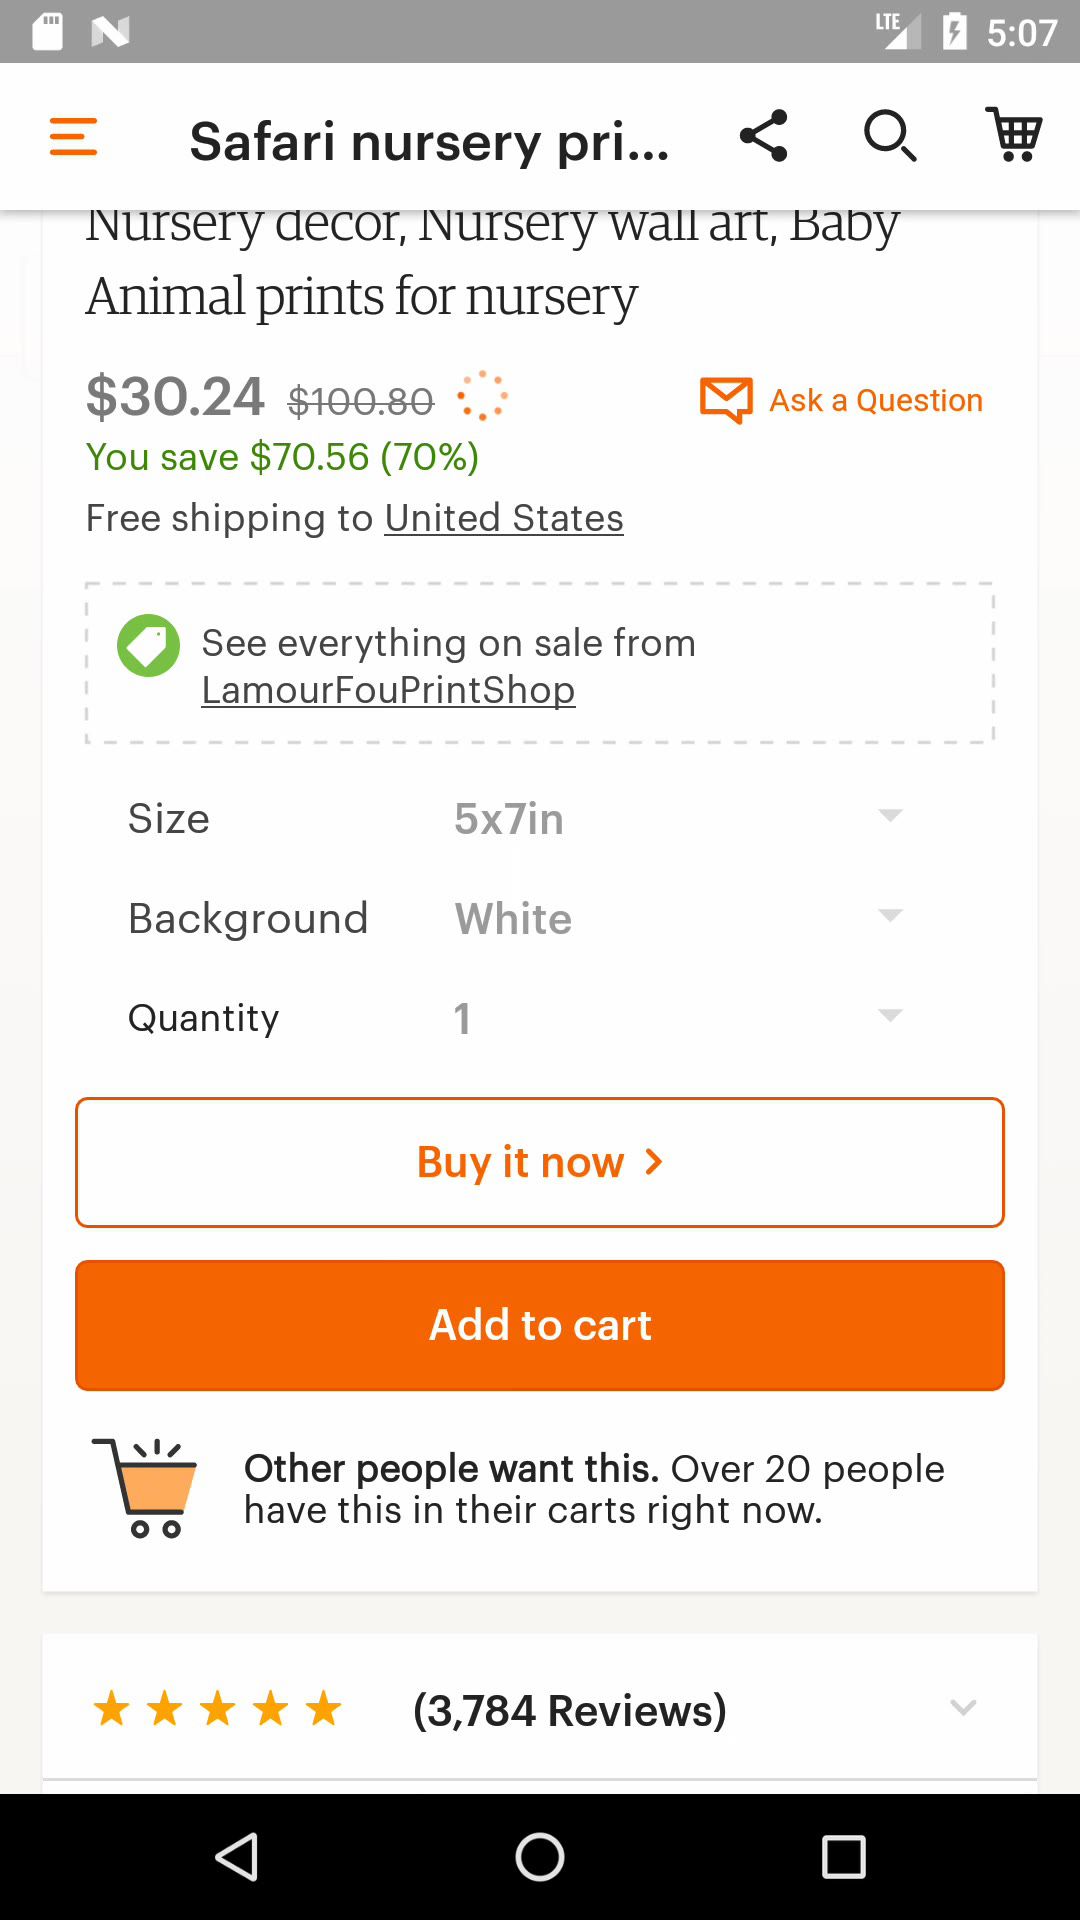 LTE 5:07
Safari nursery pri...
Nursery decor, Nursery wall art, Baby
Animal prints for nursery
$30.24 $100.80 Ask a Question
You save $70.56 (70%)
Free shipping to United States
See everything on sale from
LamourFouPrintShop
Size 5x7in
Background White
Quantity 1
Buy it now
Add to cart
Other people want this. Over 20 people
have this in their carts right now.
(3,784 Reviews)